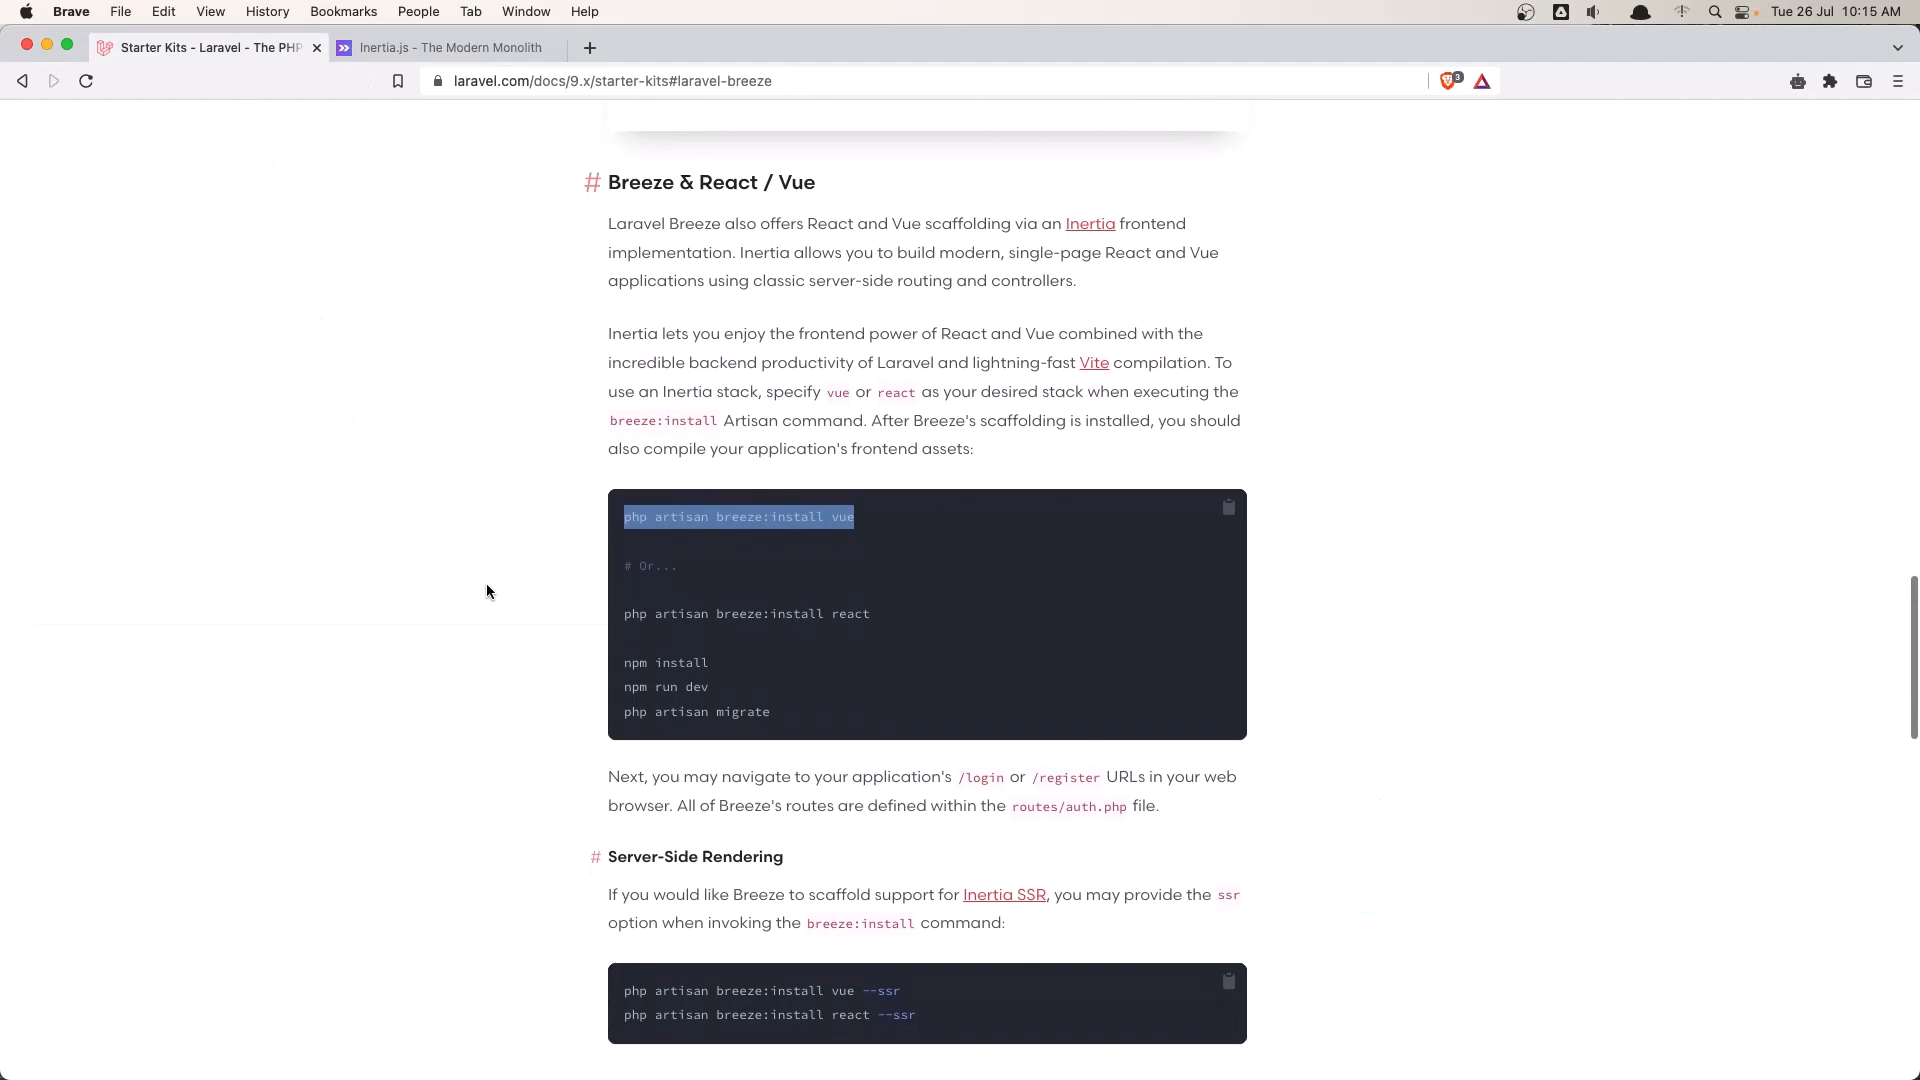 Brave File Edit View History Bookmarks People Tab Window Help Tue 26 Jul 10:15 AM
Starter Kits - Laravel - The PHP Inertia.js - The Modern Monolith
laravel.com/docs/9.x/starter-kits#laravel-breeze 3
# Breeze & React / Vue
Laravel Breeze also offers React and Vue scaffolding via an Inertia frontend
implementation. Inertia allows you to build modern, single-page React and Vue
applications using classic server-side routing and controllers.
Inertia lets you enjoy the frontend power of React and Vue combined with the
incredible backend productivity of Laravel and lightning-fast Vite compilation. To
use an Inertia stack, specify vue or react as your desired stack when executing the
breeze:install Artisan command. After Breeze's scaffolding is installed, you should
also compile your application's frontend assets:
php artisan breeze:install vue
# Or...
php artisan breeze:install react
npm install
npm run dev
php artisan migrate
Next, you may navigate to your application's /login or /register URLs in your web
browser. All of Breeze's routes are defined within the routes/auth.php file.
# Server-Side Rendering
If you would like Breeze to scaffold support for Inertia SSR, you may provide the ssr
option when invoking the breeze:install command:
php artisan breeze:install vue --ssr
php artisan breeze:install react --ssr